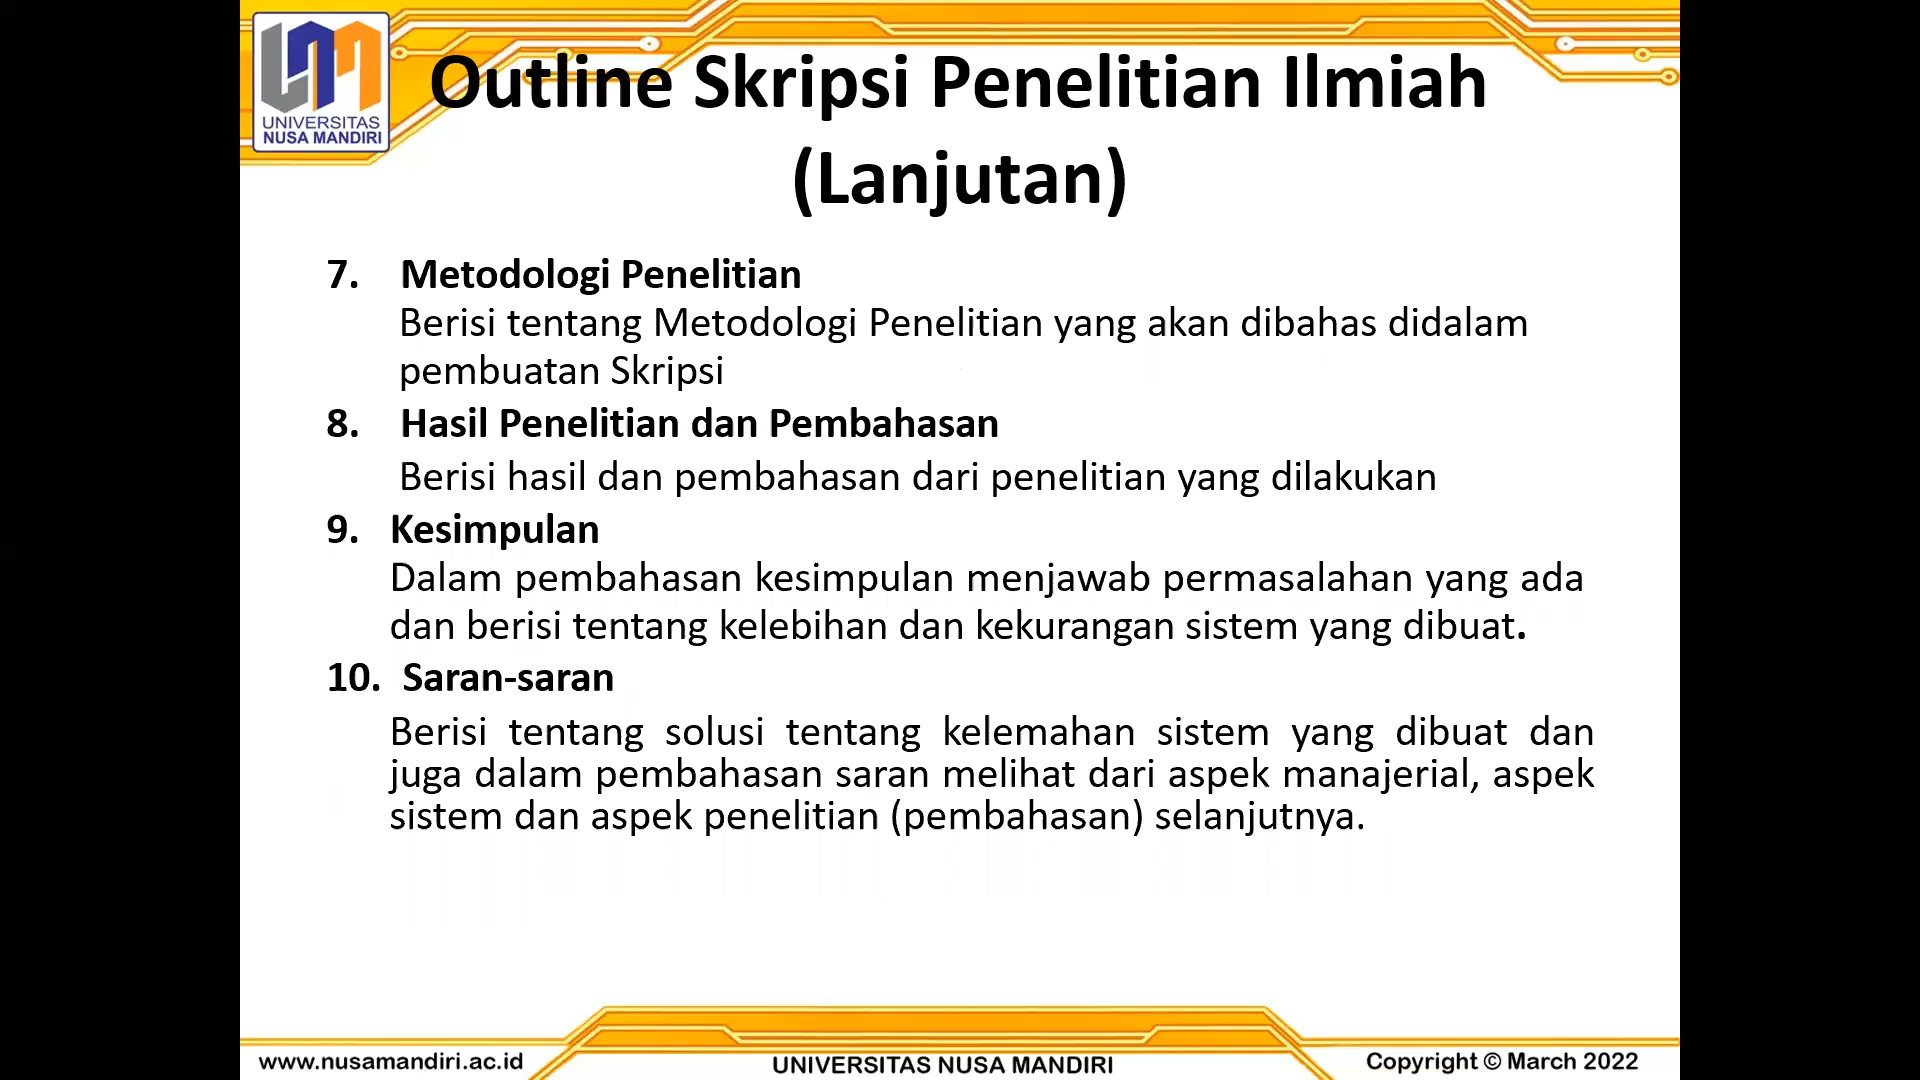 UNIVERSITAS
NUSA MANDIRI
Outline Skripsi Penelitian Ilmiah
(Lanjutan)
7. Metodologi Penelitian
Berisi tentang Metodologi Penelitian yang akan dibahas didalam
pembuatan Skripsi
8. Hasil Penelitian dan Pembahasan
Berisi hasil dan pembahasan dari penelitian yang dilakukan
9. Kesimpulan
Dalam pembahasan kesimpulan menjawab permasalahan yang ada
dan berisi tentang kelebihan dan kekurangan sistem yang dibuat.
10. Saran-saran
Berisi tentang solusi tentang kelemahan sistem yang dibuat dan
juga dalam pembahasan saran melihat dari aspek manajerial, aspek
sistem dan aspek penelitian (pembahasan) selanjutnya.
www.nusamandiri.ac.id
UNIVERSITAS NUSA MANDIRI
Copyright © March 2022